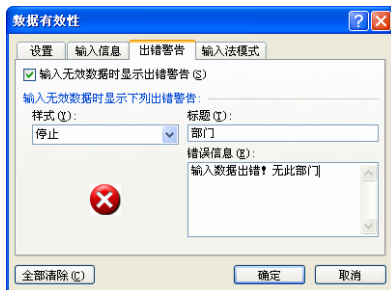 数据有效性
设置 输入信息 出错警告 输入法模式
输入无效数据时显示出错警告(S)
输入无效数据时显示下列出错警告:
样式(Y): 标题(T):
停止 部门
错误信息(E):
输入数据出错! 无此部门
全部清除(C) 确定 取消